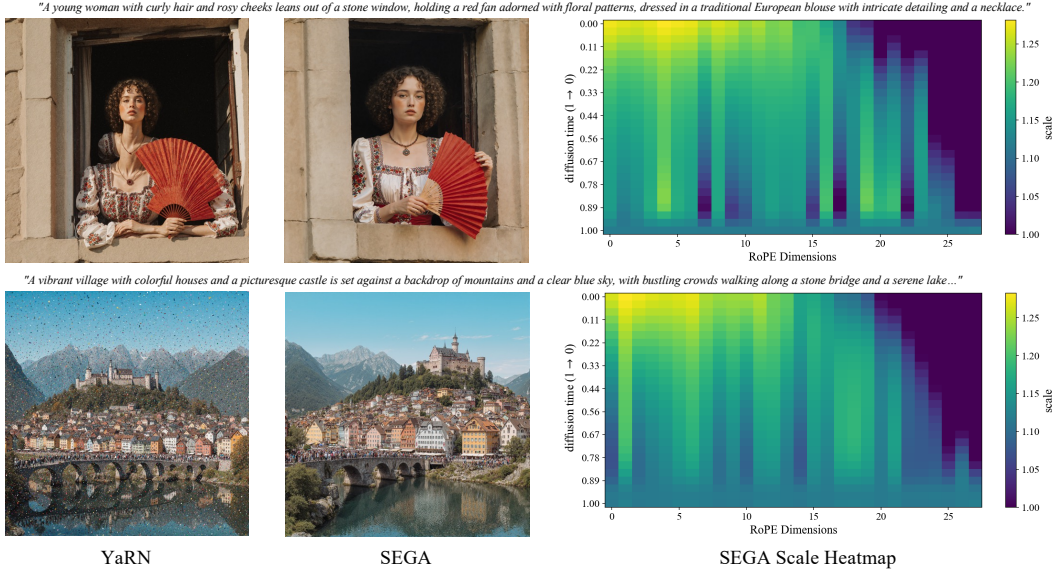 "A young woman with curly hair and rosy cheeks leans out of a stone window, holding a red fan adorned with floral patterns, dressed in a traditional European blouse with intricate detailing and a necklace."
0.00
0.11
0.22
0.33
0.44
0.56
0.67
0.78
0.89
1.00
diffusion time (1 → 0)
0 5 10 15 20 25
RoPE Dimensions
1.25
1.20
1.15
1.10
1.05
1.00
scale
"A vibrant village with colorful houses and a picturesque castle is set against a backdrop of mountains and a clear blue sky, with bustling crowds walking along a stone bridge and a serene lake..."
0.00
0.11
0.22
0.33
0.44
0.56
0.67
0.78
0.89
1.00
diffusion time (1 → 0)
0 5 10 15 20 25
RoPE Dimensions
1.25
1.20
1.15
1.10
1.05
1.00
scale
YaRN SEGA SEGA Scale Heatmap